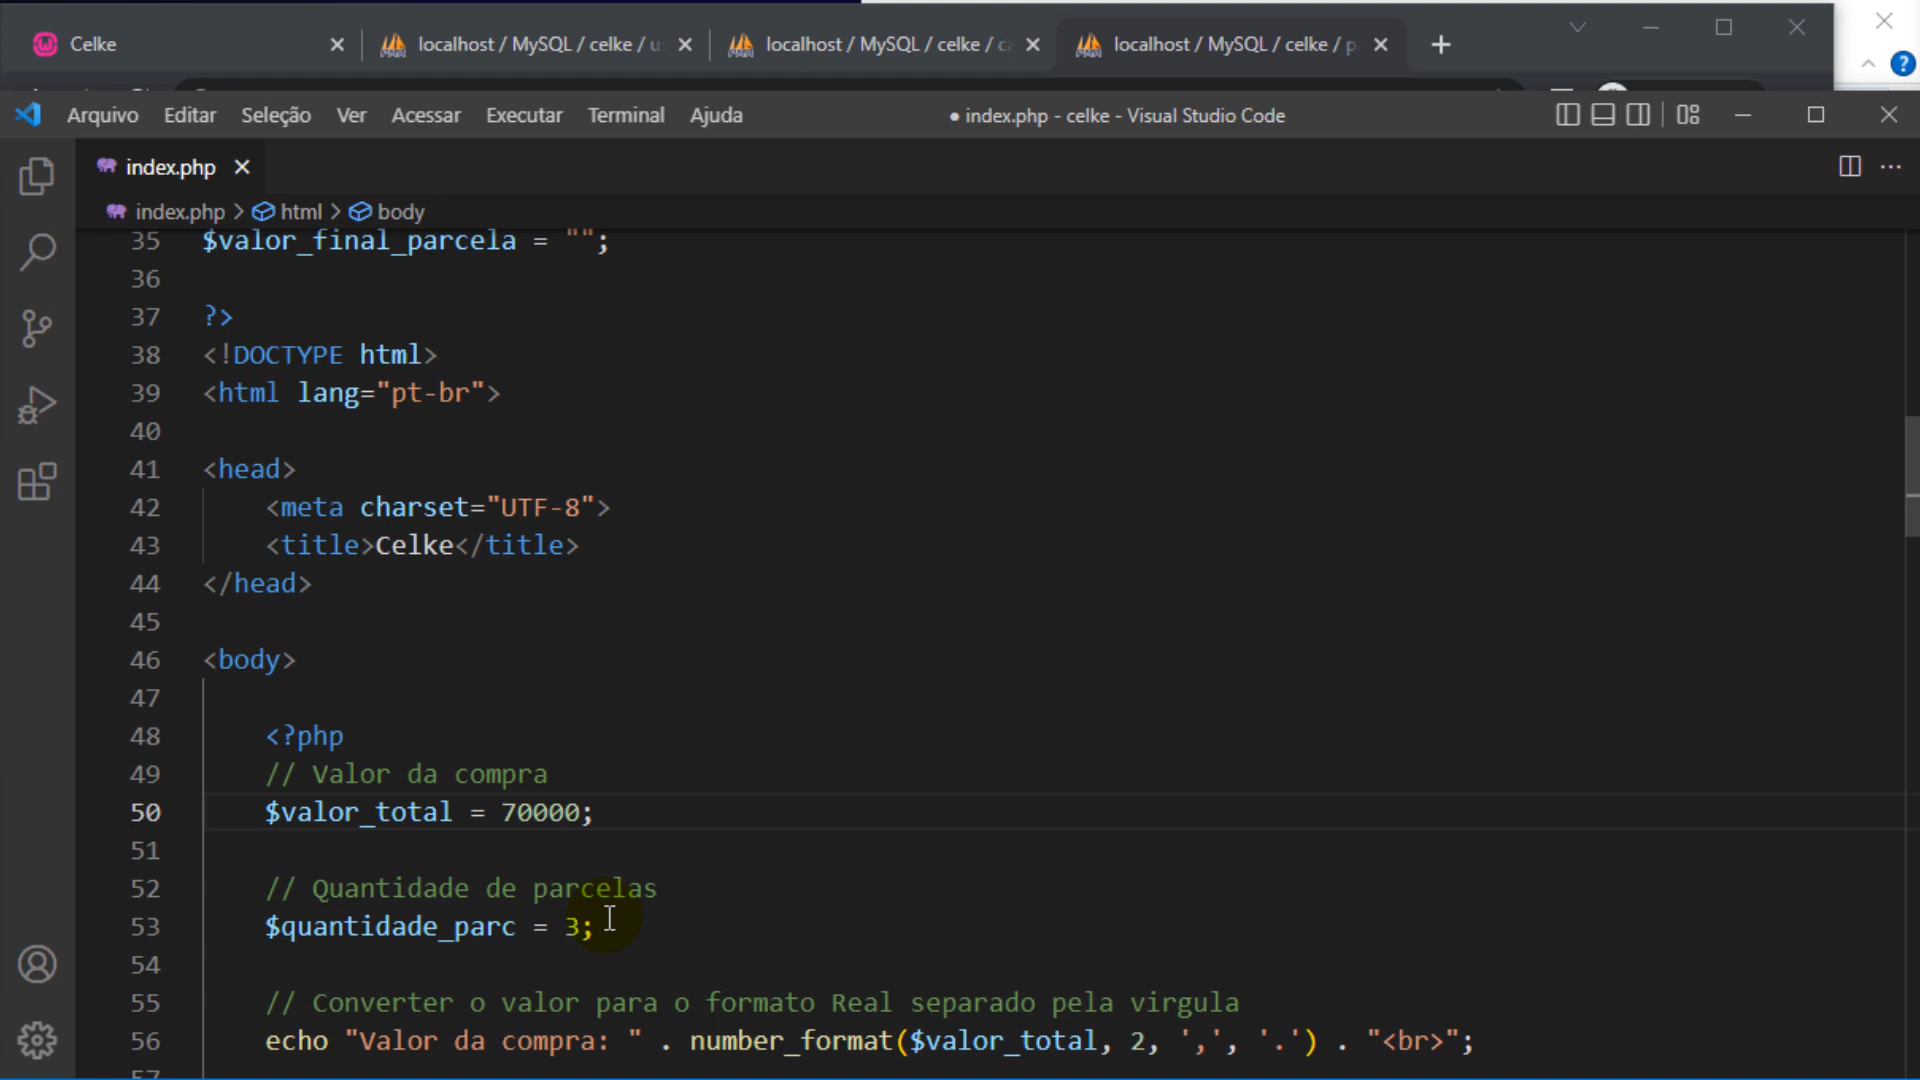 Celke
localhost / MySQL / celke / u
localhost / MySQL / celke / c
localhost / MySQL / celke / p
Arquivo Editar Seleção Ver Acessar Executar Terminal Ajuda
● index.php - celke - Visual Studio Code
index.php
index.php > html > body
35 $valor_final_parcela = "";
36
37 ?>
38 <!DOCTYPE html>
39 <html lang="pt-br">
40
41 <head>
42 <meta charset="UTF-8">
43 <title>Celke</title>
44 </head>
45
46 <body>
47
48 <?php
49 // Valor da compra
50 $valor_total = 70000;
51
52 // Quantidade de parcelas
53 $quantidade_parc = 3;
54
55 // Converter o valor para o formato Real separado pela virgula
56 echo "Valor da compra: " . number_format($valor_total, 2, ',', '.') . "<br>";
57